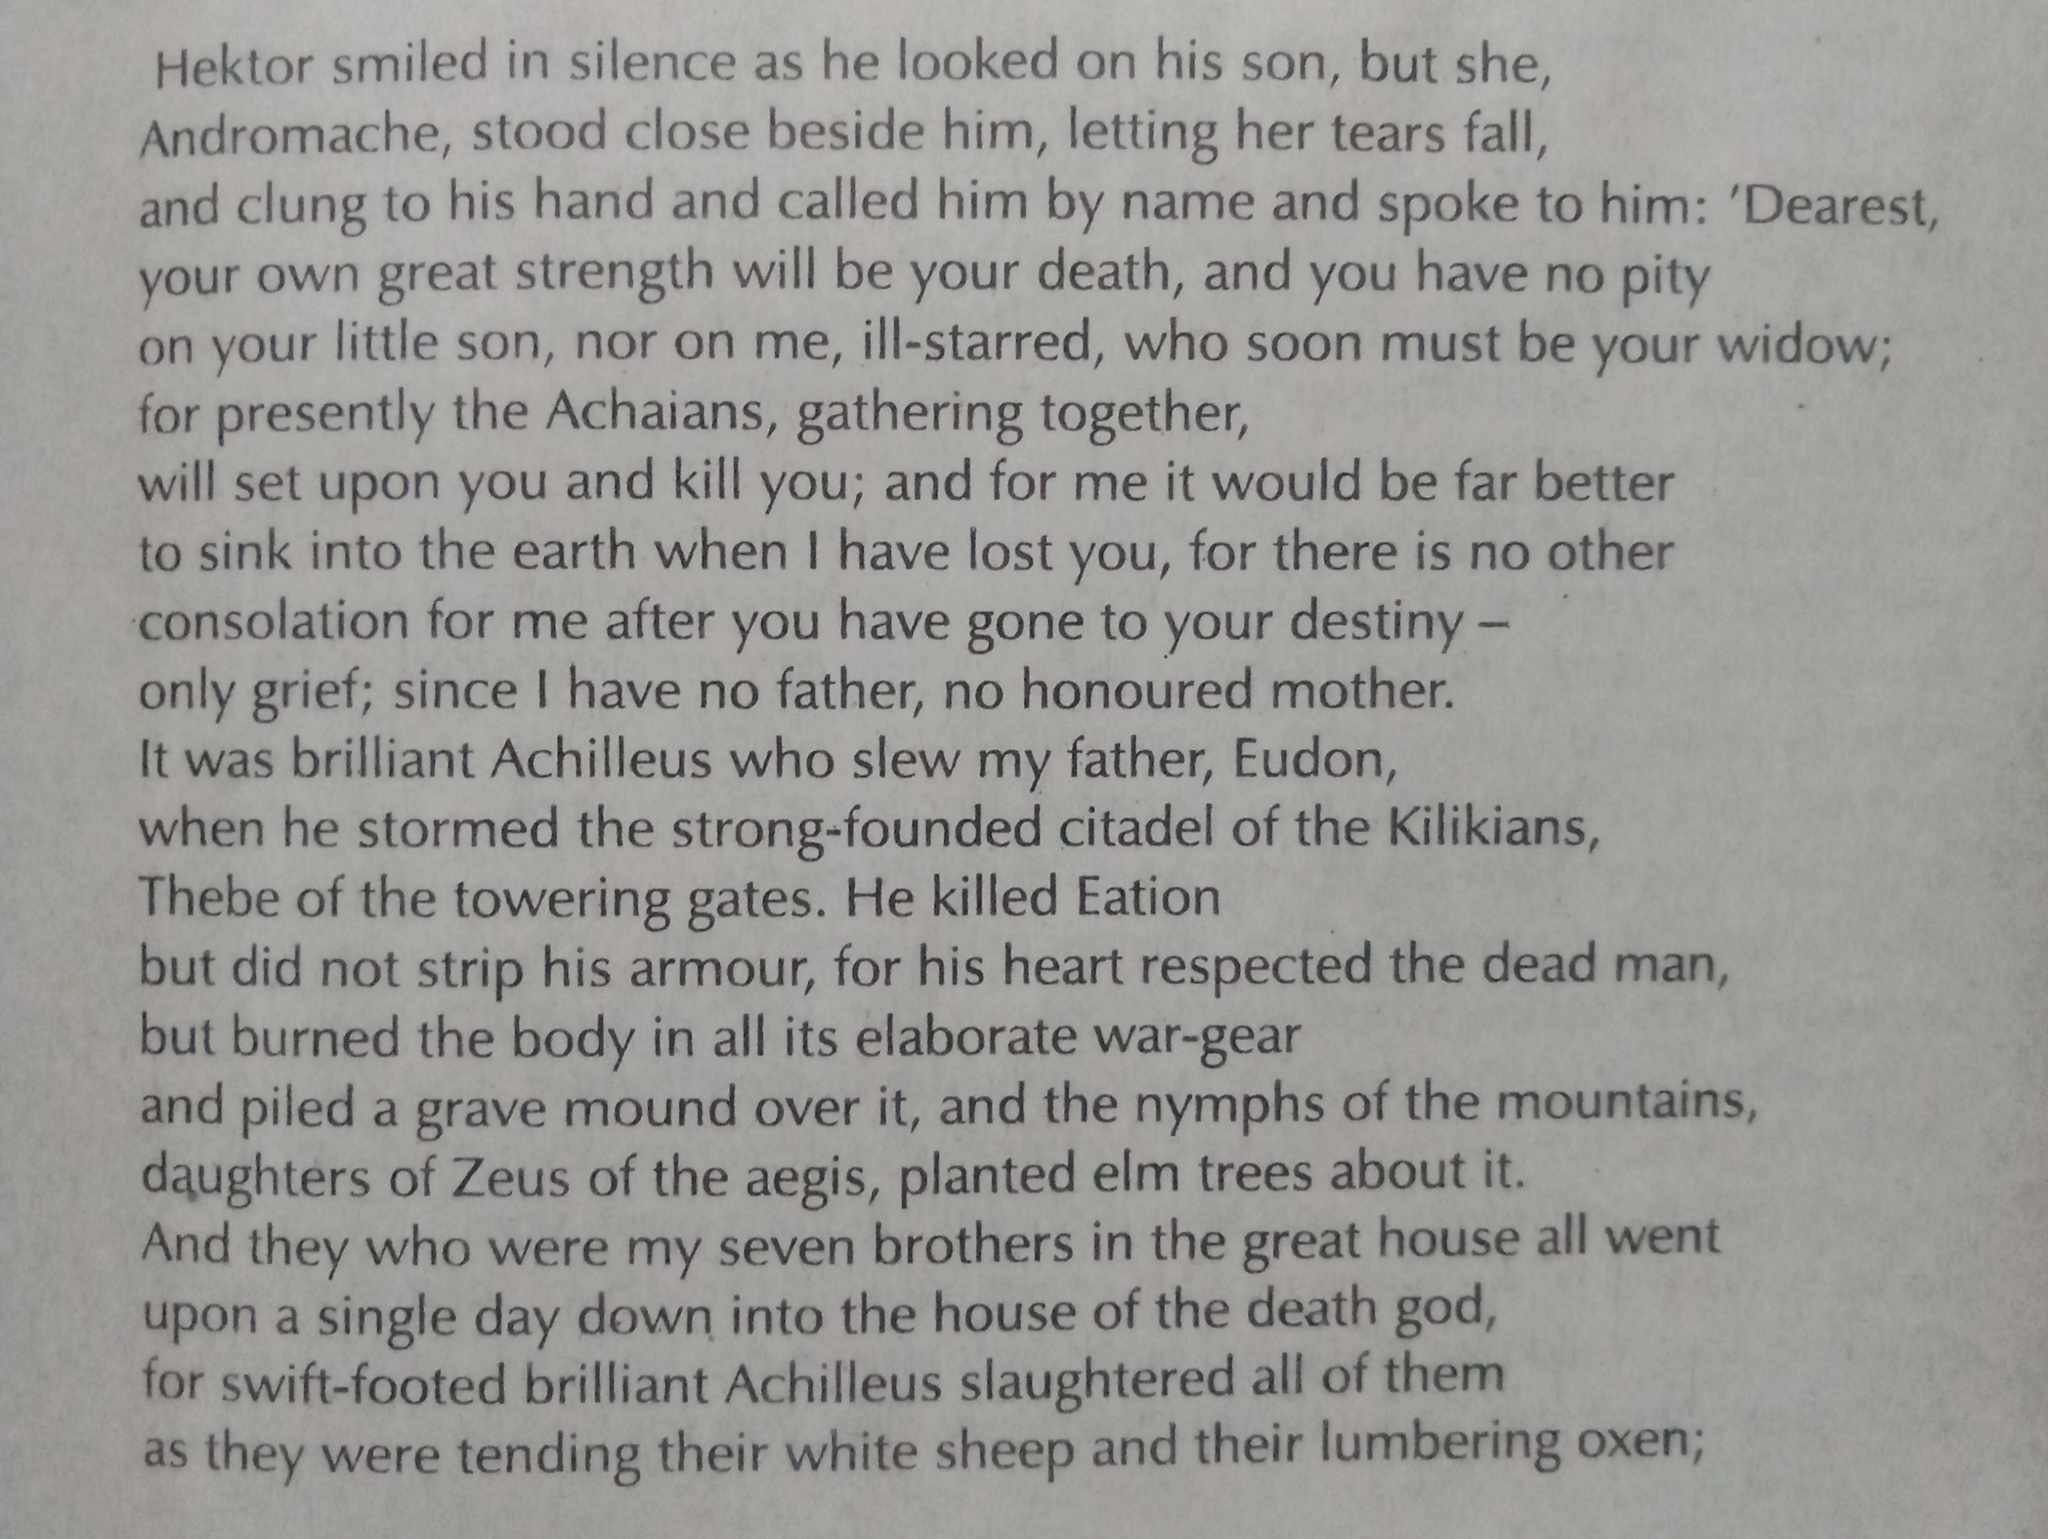 Hektor smiled in silence as he looked on his son, but she,
Andromache, stood close beside him, letting her tears fall,
and clung to his hand and called him by name and spoke to him: ‘Dearest,
your own great strength will be your death, and you have no pity
on your little son, nor on me, ill-starred, who soon must be your widow;
for presently the Achaians, gathering together,
will set upon you and kill you; and for me it would be far better
to sink into the earth when I have lost you, for there is no other
consolation for me after you have gone to your destiny –
only grief; since I have no father, no honoured mother.
It was brilliant Achilleus who slew my father, Eudon,
when he stormed the strong-founded citadel of the Kilikians,
Thebe of the towering gates. He killed Eation
but did not strip his armour, for his heart respected the dead man,
but burned the body in all its elaborate war-gear
and piled a grave mound over it, and the nymphs of the mountains,
daughters of Zeus of the aegis, planted elm trees about it.
And they who were my seven brothers in the great house all went
upon a single day down into the house of the death god,
for swift-footed brilliant Achilleus slaughtered all of them
as they were tending their white sheep and their lumbering oxen;